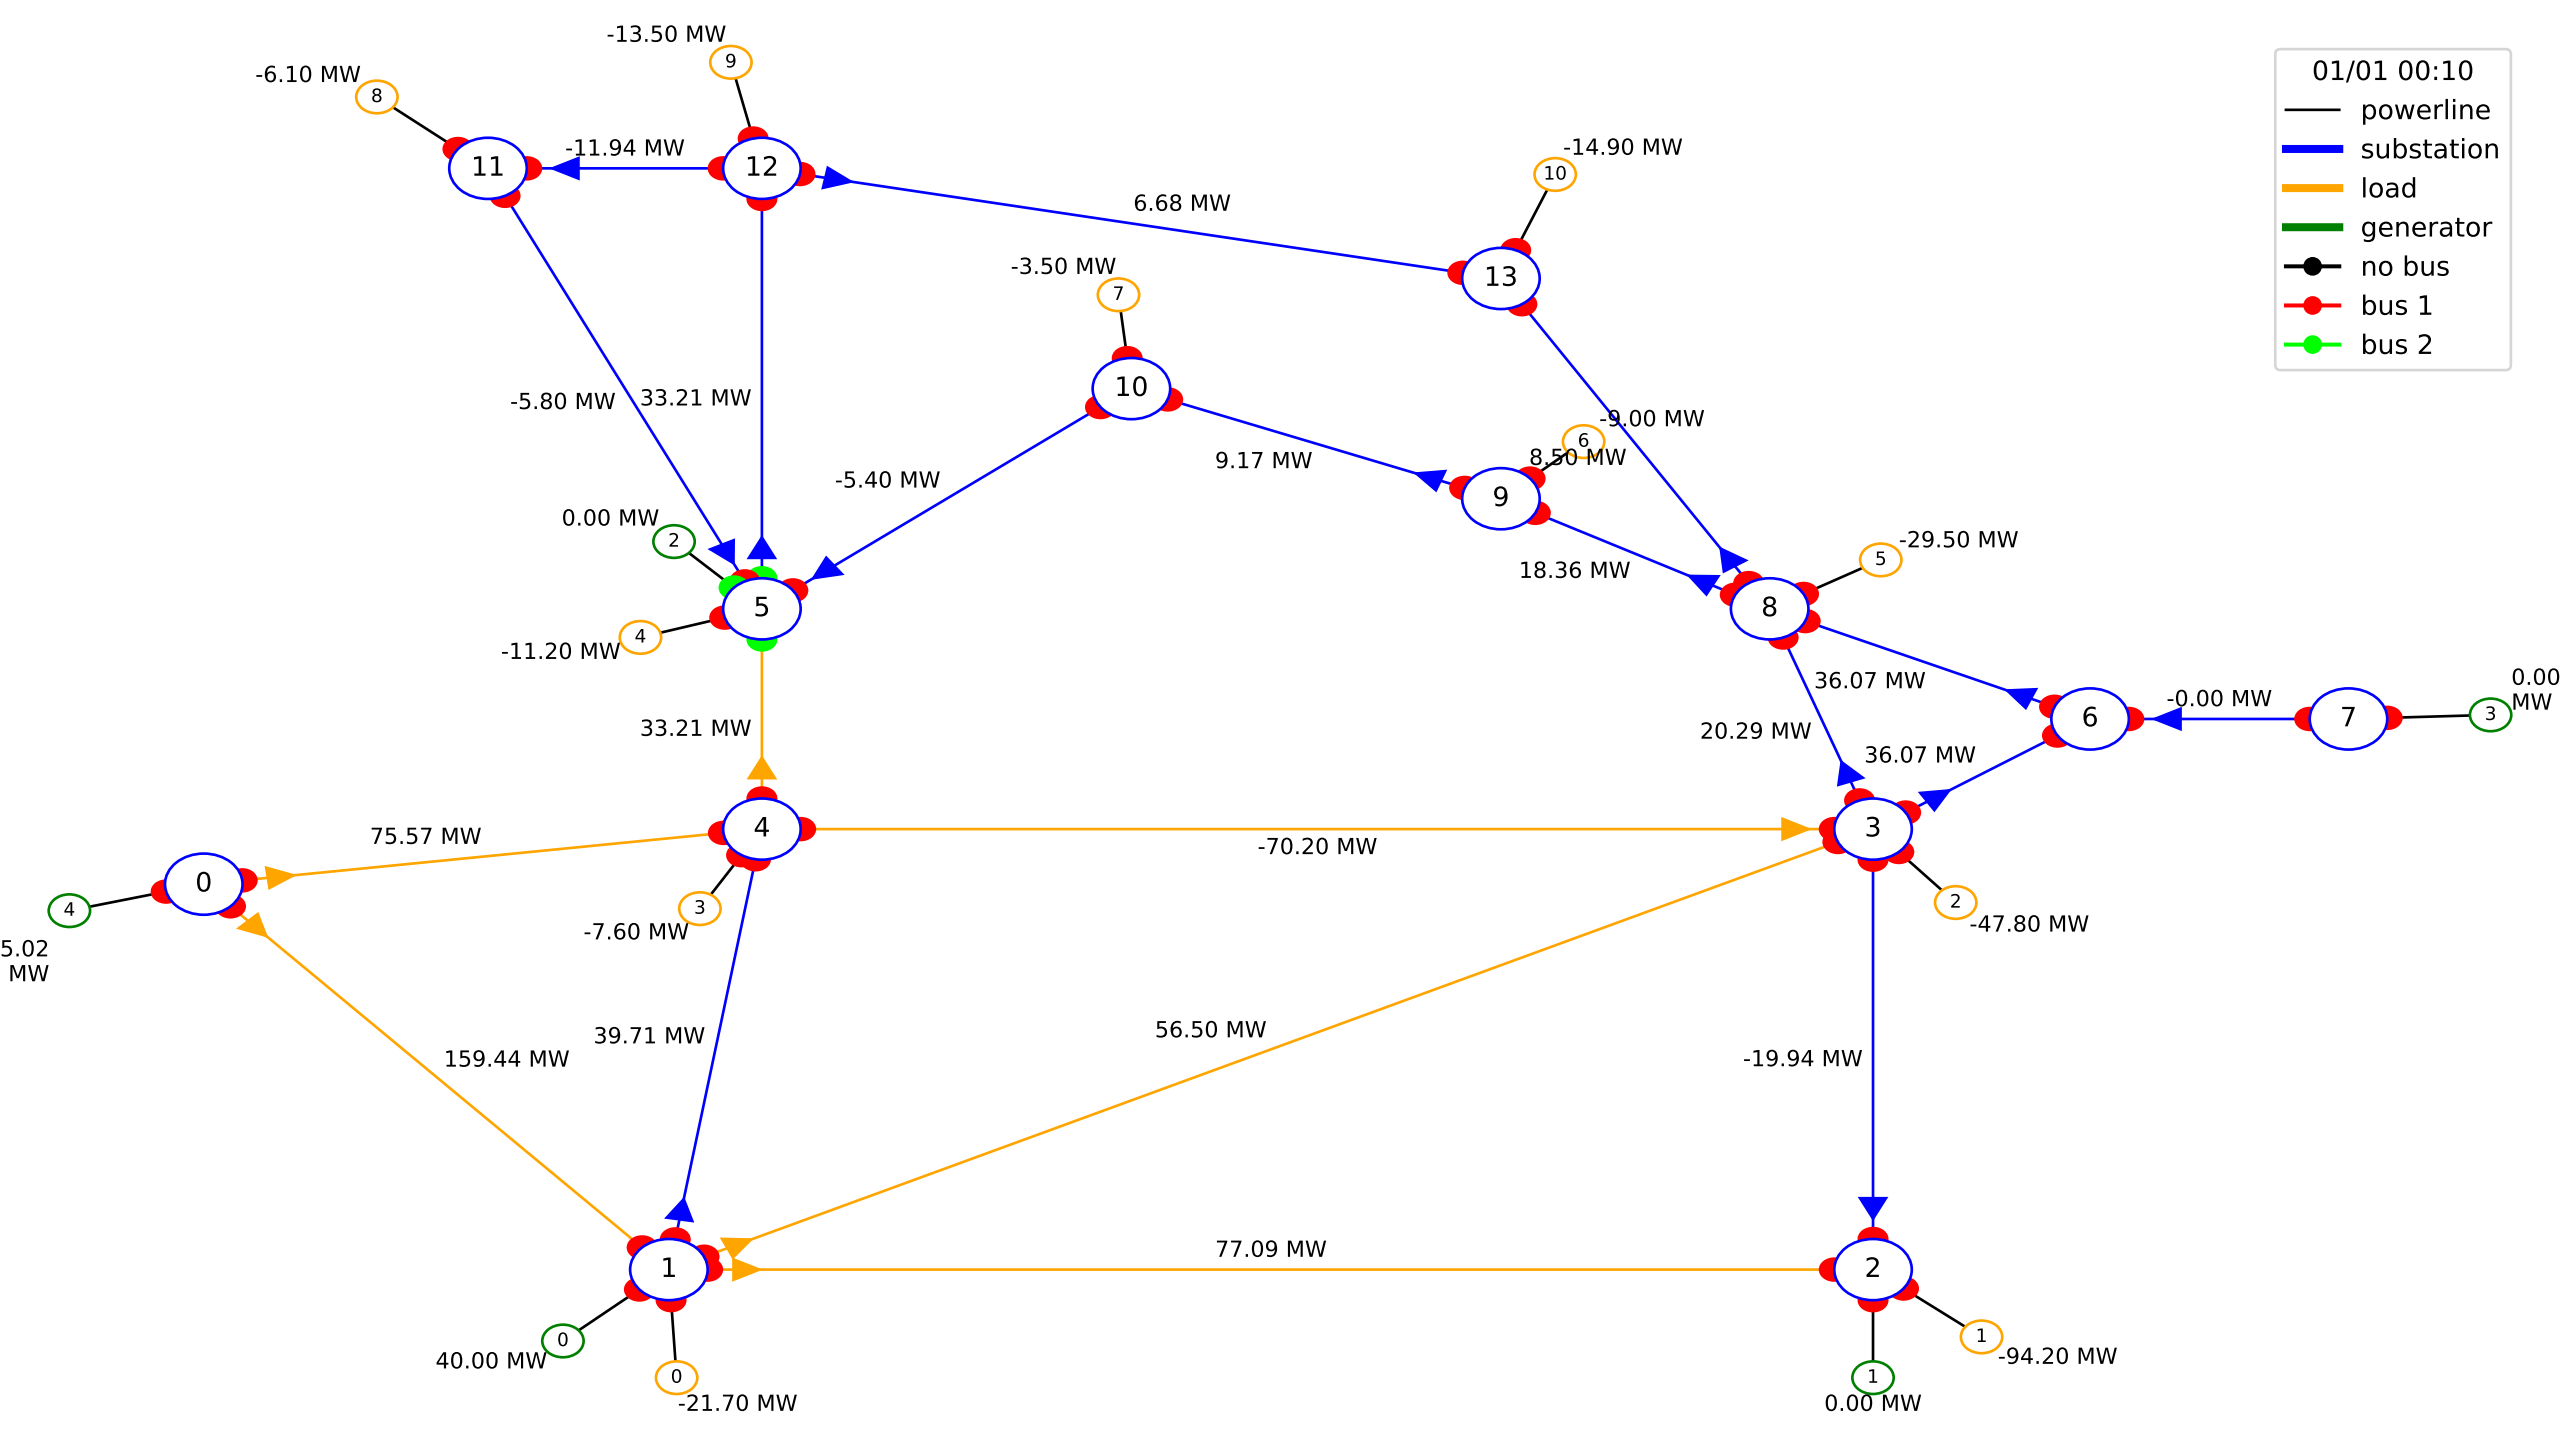 -13.50 MW
9
-6.10 MW
8
01/01 00:10
powerline
substation
load
generator
no bus
bus 1
bus 2
11
-11.94 MW
12
-14.90 MW
10
6.68 MW
13
-3.50 MW
7
10
-5.80 MW
33.21 MW
-9.00 MW
6
8.50 MW
9.17 MW
9
-5.40 MW
0.00 MW
2
18.36 MW
-29.50 MW
5
5
8
4
-11.20 MW
36.07 MW
0.00
MW
-0.00 MW
6
7
3
33.21 MW
20.29 MW
36.07 MW
75.57 MW
4
-70.20 MW
3
0
4
5.02
MW
3
-7.60 MW
2
-47.80 MW
159.44 MW
39.71 MW
56.50 MW
-19.94 MW
1
77.09 MW
2
0
40.00 MW
0
-21.70 MW
1
-94.20 MW
1
0.00 MW